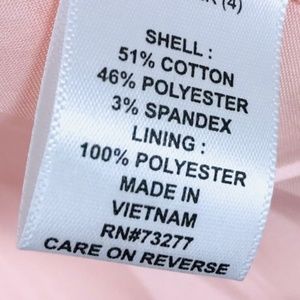 (4)
SHELL :
51% COTTON
46% POLYESTER
3% SPANDEX
LINING :
100% POLYESTER
MADE IN
VIETNAM
RN#73277
CARE ON REVERSE